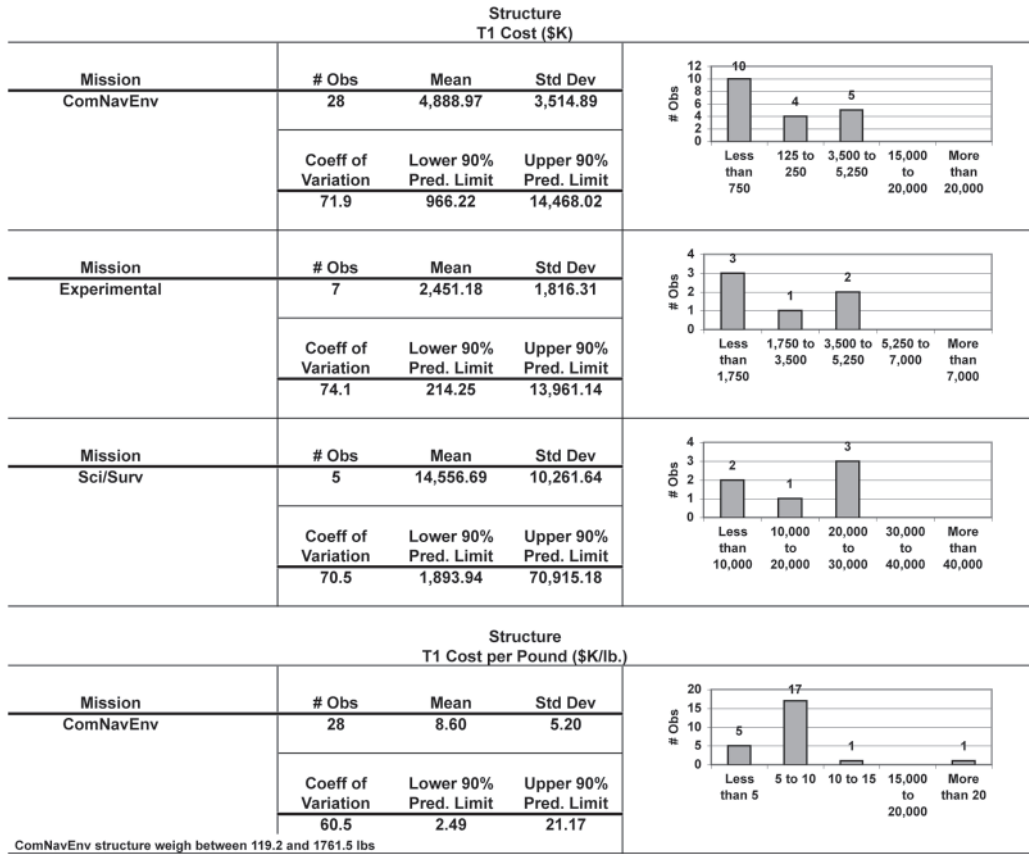 Structure
T1 Cost ($K)
Mission # Obs Mean Std Dev
ComNavEnv 28 4,888.97 3,514.89
Coeff of Lower 90% Upper 90%
Variation Pred. Limit Pred. Limit
71.9 966.22 14,468.02
# Obs
12
10
8
6
4
2
0
10
4
5
Less 125 to 3,500 to 15,000 More
than 250 5,250 to than
750 20,000 20,000
Mission # Obs Mean Std Dev
Experimental 7 2,451.18 1,816.31
Coeff of Lower 90% Upper 90%
Variation Pred. Limit Pred. Limit
74.1 214.25 13,961.14
# Obs
4
3
2
1
0
3
1
2
Less 1,750 to 3,500 to 5,250 to More
than 3,500 5,250 7,000 than
1,750 7,000
Mission # Obs Mean Std Dev
Sci/Surv 5 14,556.69 10,261.64
Coeff of Lower 90% Upper 90%
Variation Pred. Limit Pred. Limit
70.5 1,893.94 70,915.18
# Obs
4
3
2
1
0
2
1
3
Less 10,000 20,000 30,000 More
than to to to than
10,000 20,000 30,000 40,000 40,000
Structure
T1 Cost per Pound ($K/lb.)
Mission # Obs Mean Std Dev
ComNavEnv 28 8.60 5.20
Coeff of Lower 90% Upper 90%
Variation Pred. Limit Pred. Limit
60.5 2.49 21.17
ComNavEnv structure weigh between 119.2 and 1761.5 lbs
# Obs
20
15
10
5
0
5
17
1
1
Less 5 to 10 10 to 15 15,000 More
than 5 to than 20
20,000